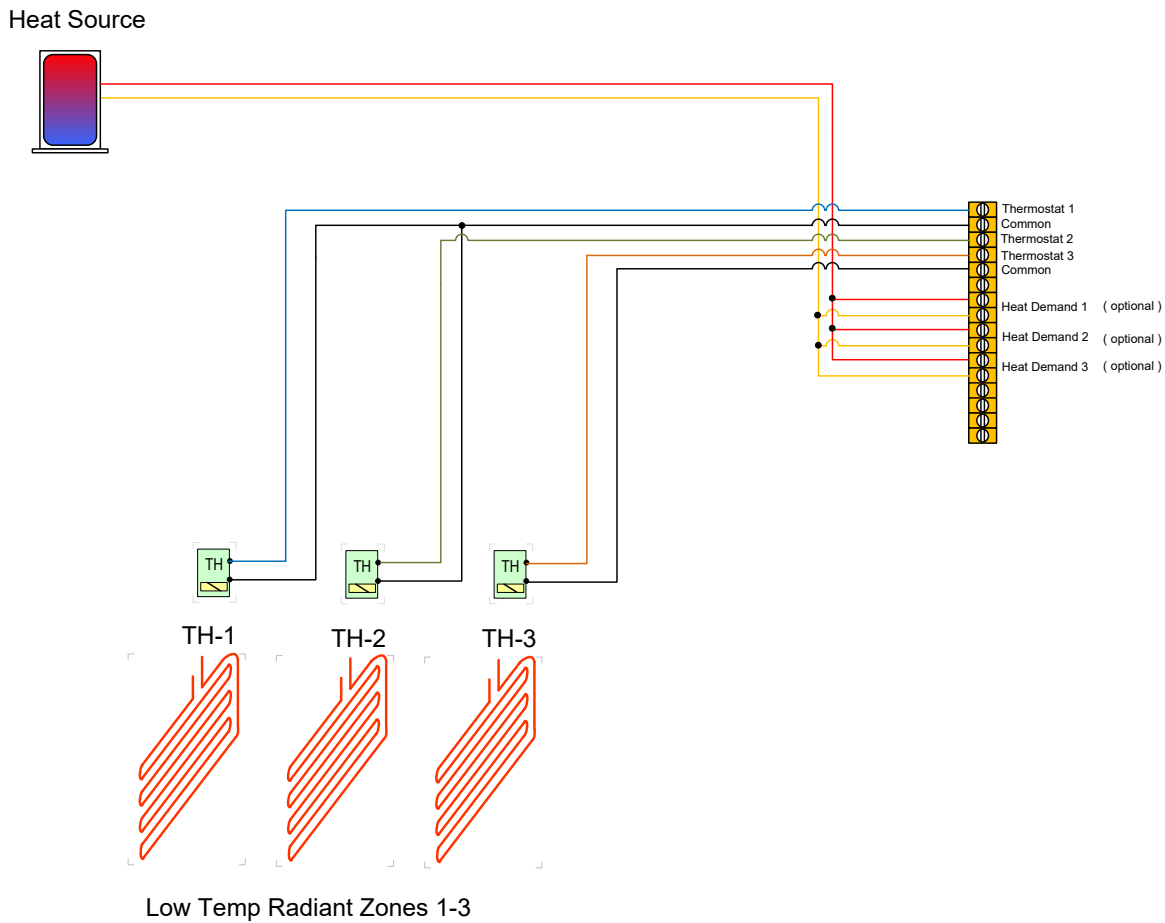 Heat Source
Thermostat 1
Common
Thermostat 2
Thermostat 3
Common
Heat Demand 1 ( optional )
Heat Demand 2 ( optional )
Heat Demand 3 ( optional )
TH TH TH
TH-1 TH-2 TH-3
Low Temp Radiant Zones 1-3